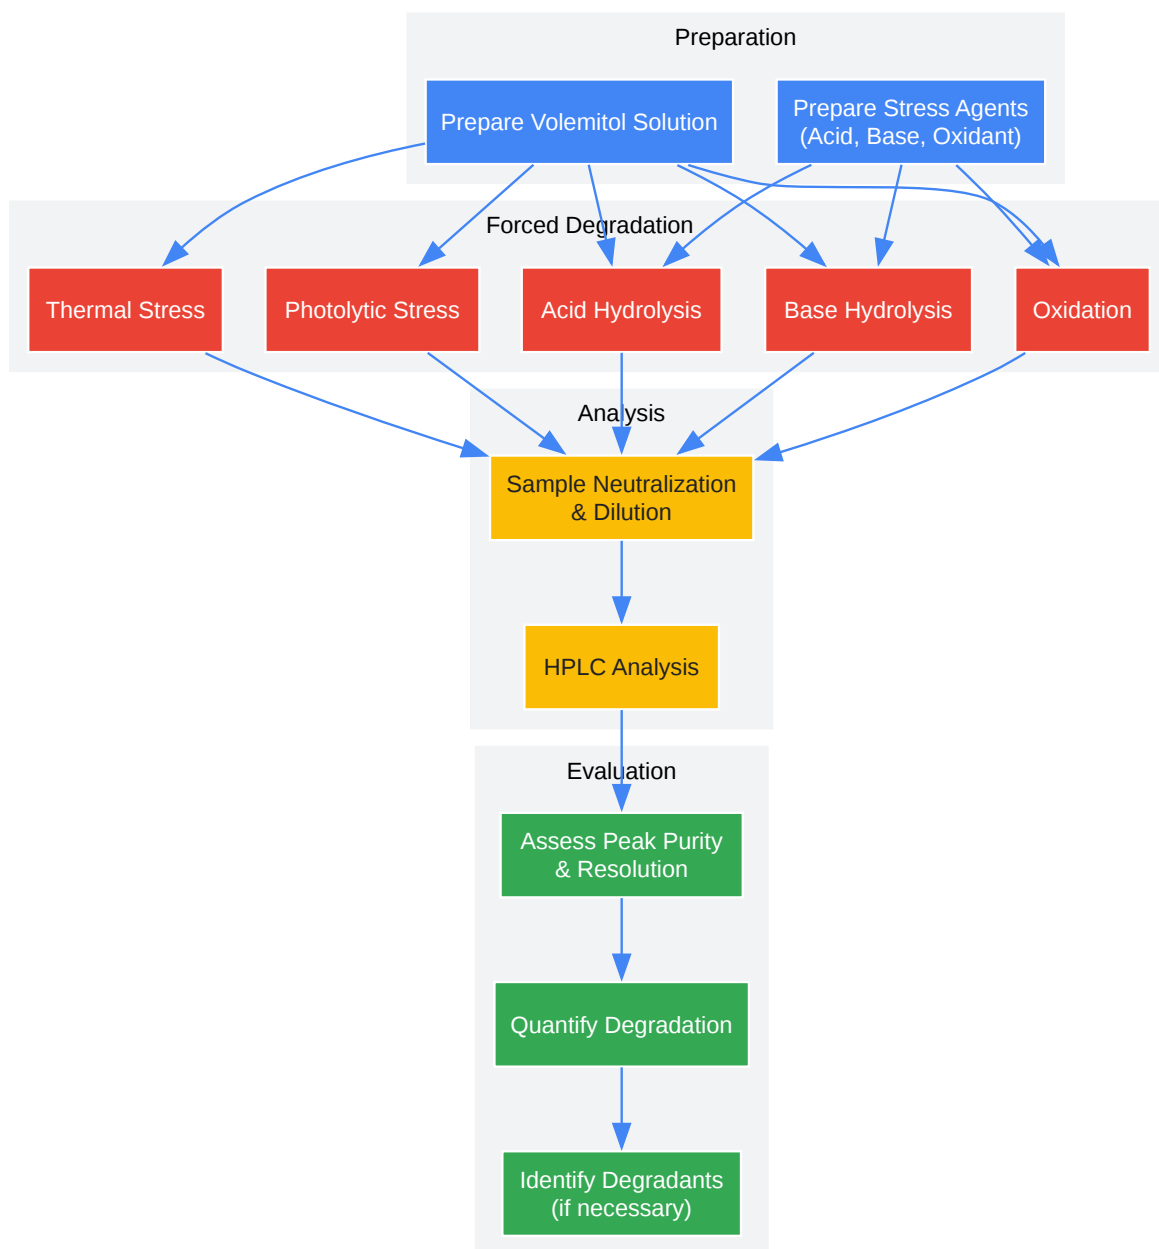 Preparation
Prepare Volemitol Solution
Prepare Stress Agents
(Acid, Base, Oxidant)
Forced Degradation
Thermal Stress
Photolytic Stress
Acid Hydrolysis
Base Hydrolysis
Oxidation
Analysis
Sample Neutralization
& Dilution
HPLC Analysis
Evaluation
Assess Peak Purity
& Resolution
Quantify Degradation
Identify Degradants
(if necessary)